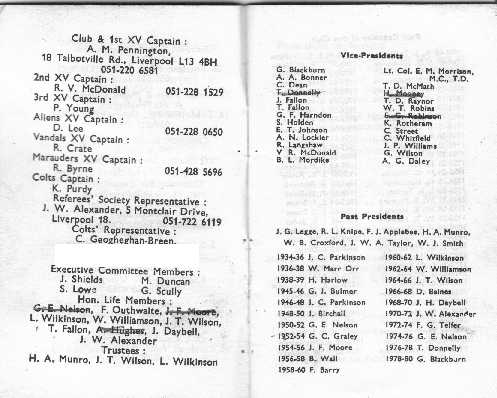 Club & 1st XV Captain :
A. M. Pennington,
18 Talbotville Rd., Liverpool L13 4BH
051-220 6581
2nd XV Captain :
R. V. McDonald 051-228 1529
3rd XV Captain :
P. Young
Aliens XV Captain :
D. Lee 051-228 0650
Vandals XV Captain :
R. Crate
Marauders XV Captain :
R. Byrne 051-428 5696
Colts Captain :
K. Purdy
Referees' Society Representative :
J. W. Alexander, 5 Montclair Drive,
Liverpool 18. 051-722 6119
Colts' Representative :
C. Geogheghan-Breen.
Executive Committee Members :
J. Shields M. Duncan
S. Lowe G. Scully
Hon. Life Members :
G. E. Nelson, F. Outhwaite, J. F. Moore,
L. Wilkinson, W. Williamson, J. T. Wilson,
T. Fallon, A. Hughes, J. Daybell,
J. W. Alexander
Trustees :
H. A. Munro, J. T. Wilson, L. Wilkinson
Vice-Presidents
G. Blackburn
A. A. Bonner
C. Dean
T. Donnelly
J. Fallon
T. Fallon
G. F. Harndon
S. Holden
E. T. Johnson
A. N. Lockier
R. Langshaw
V R. McDonald
B. L. Mordike
Lt. Col. E. M. Morrison,
M.C., T.D.
T. D. McMath
H. Mooney
T. D. Raynor
W. T. Robins
S. G. Robinson
K. Rotheram
C. Street
C. Whitfield
J. P. Williams
G. Wilson
A. G. Daley
Past Presidents
J. G. Legge, R. L. Knipe, F. J. Applebee, H. A. Munro,
W. B. Croxford, J. W. A. Taylor, W. J. Smith
1934-36 J. C. Parkinson
1936-38 W. Marr Orr
1938-39 H. Harlow
1945-46 G. J. Bulmer
1946-48 J. C. Parkinson
1948-50 J. Birchall
1950-52 G. E Nelson
1952-54 G. C. Graley
1954-56 J. F. Moore
1956-58 B. Wall
1958-60 F. Barry
1960-62 L. Wilkinson
1962-64 W. Williamson
1964-66 J. T. Wilson
1966-68 D. Baines
1968-70 J. H. Daybell
1970-72 J. W. Alexander
1972-74 F. G. Telfer
1974-76 G. E. Nelson
1976-78 T. Donnelly
1978-80 G. Blackburn